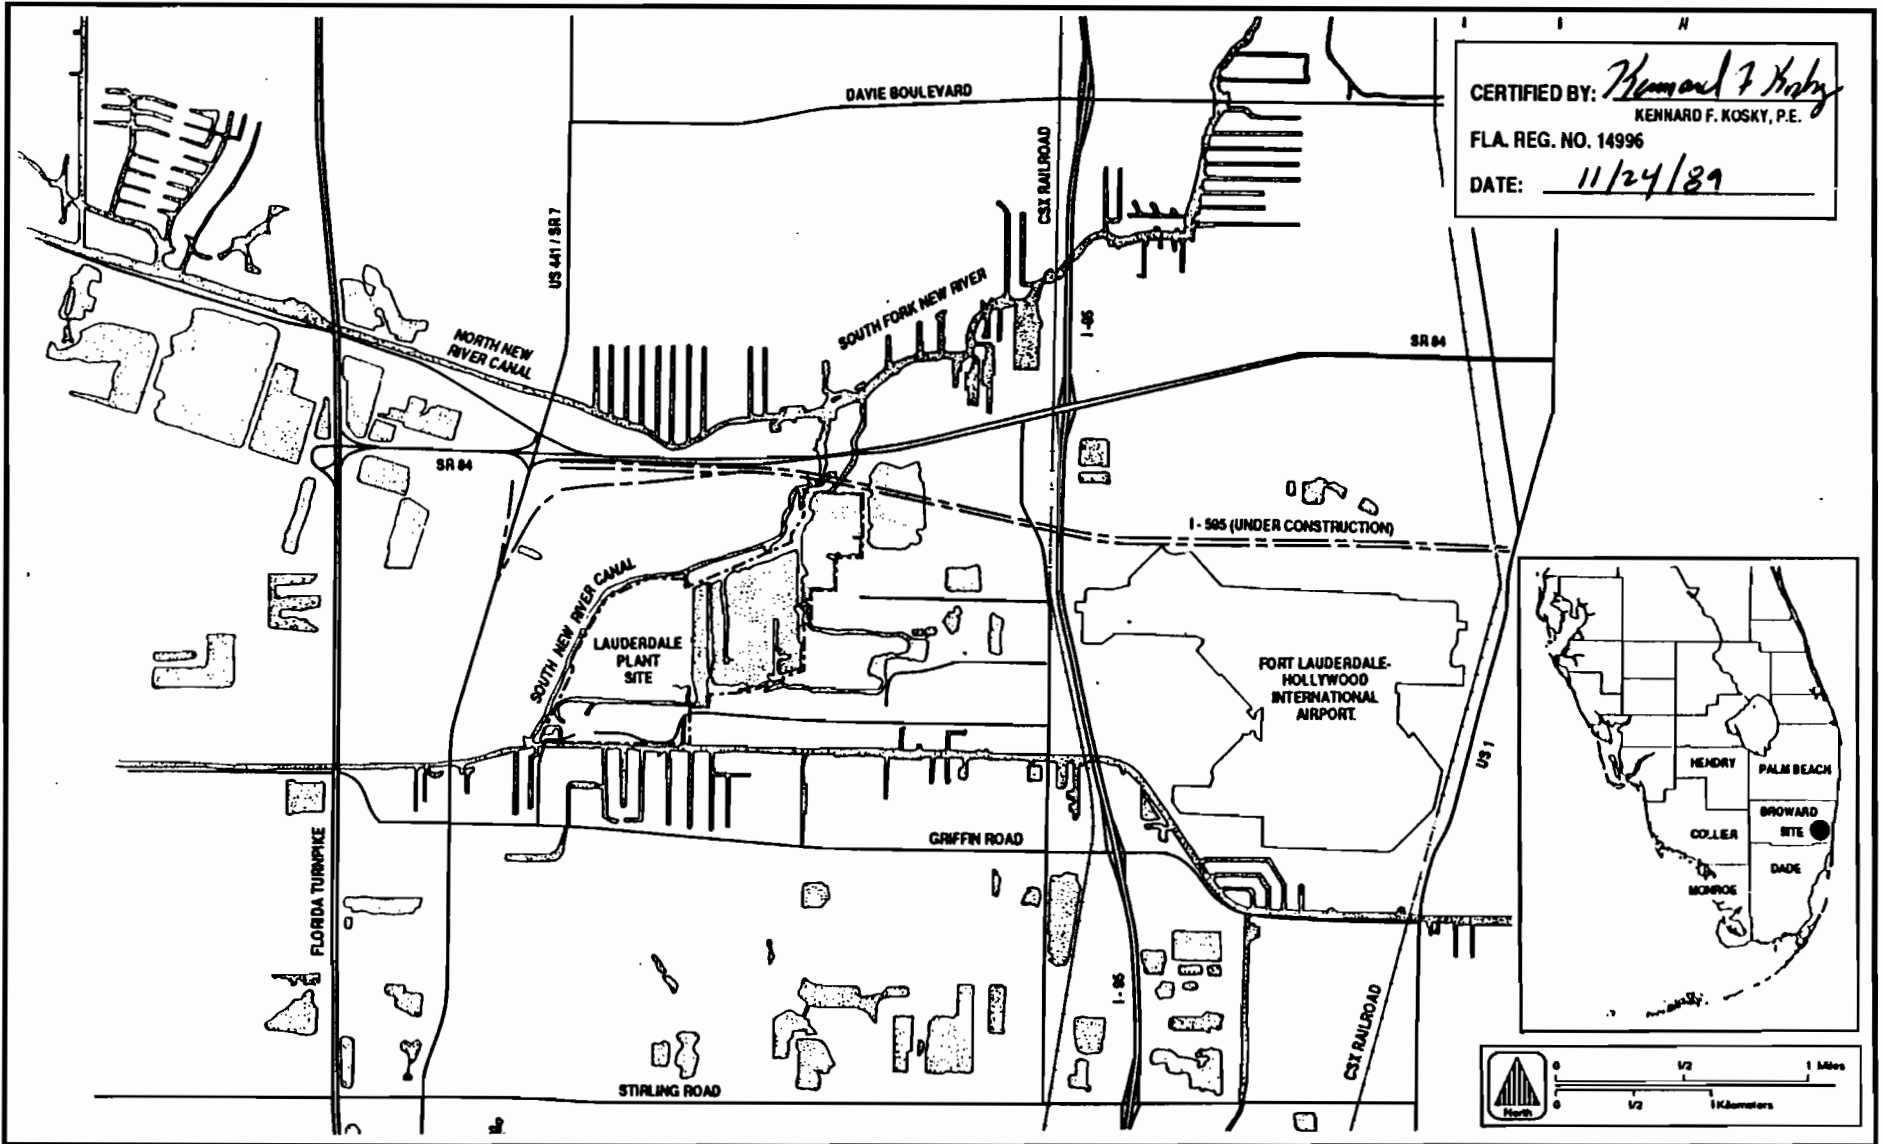 CERTIFIED BY: Kennard F Kosky
KENNARD F. KOSKY, P.E.
FLA. REG. NO. 14996
DATE: 11/24/89
DAVIE BOULEVARD
CSX RAILROAD
US 441 / SR 7
SOUTH FORK NEW RIVER
I-95
NORTH NEW
RIVER CANAL
SR 84
SR 84
I - 595 (UNDER CONSTRUCTION)
SOUTH NEW RIVER CANAL
LAUDERDALE
PLANT
SITE
FORT LAUDERDALE-
HOLLYWOOD
INTERNATIONAL
AIRPORT
US 1
GRIFFIN ROAD
FLORIDA TURNPIKE
I - 95
CSX RAILROAD
STIRLING ROAD
HENDRY
PALM BEACH
BROWARD
SITE
COLLIER
DADE
MONROE
North
0 1/2 1 Miles
0 1/2 1 Kilometers